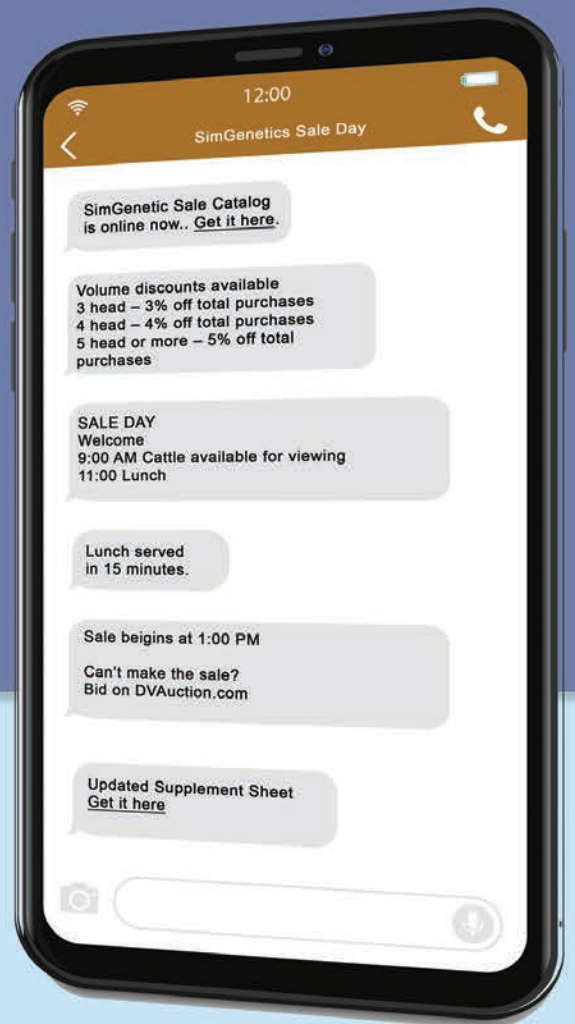 12:00
SimGenetics Sale Day
SimGenetic Sale Catalog
is online now.. Get it here.
Volume discounts available
3 head – 3% off total purchases
4 head – 4% off total purchases
5 head or more – 5% off total
purchases
SALE DAY
Welcome
9:00 AM Cattle available for viewing
11:00 Lunch
Lunch served
in 15 minutes.
Sale beigins at 1:00 PM
Can't make the sale?
Bid on DVAuction.com
Updated Supplement Sheet
Get it here